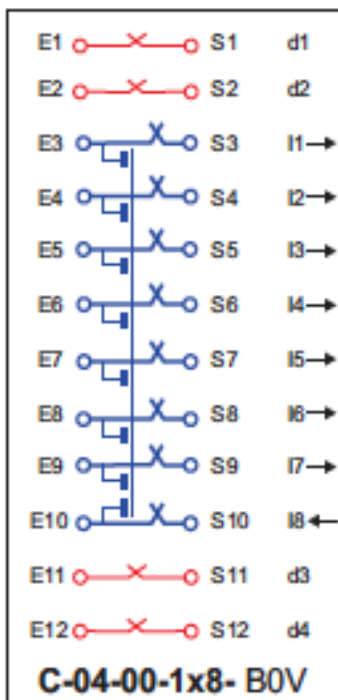 E1 S1 d1
E2 S2 d2
E3 S3 I1→
E4 S4 I2→
E5 S5 I3→
E6 S6 I4→
E7 S7 I5→
E8 S8 I6→
E9 S9 I7→
E10 S10 I8←
E11 S11 d3
E12 S12 d4
C-04-00-1x8- B0V